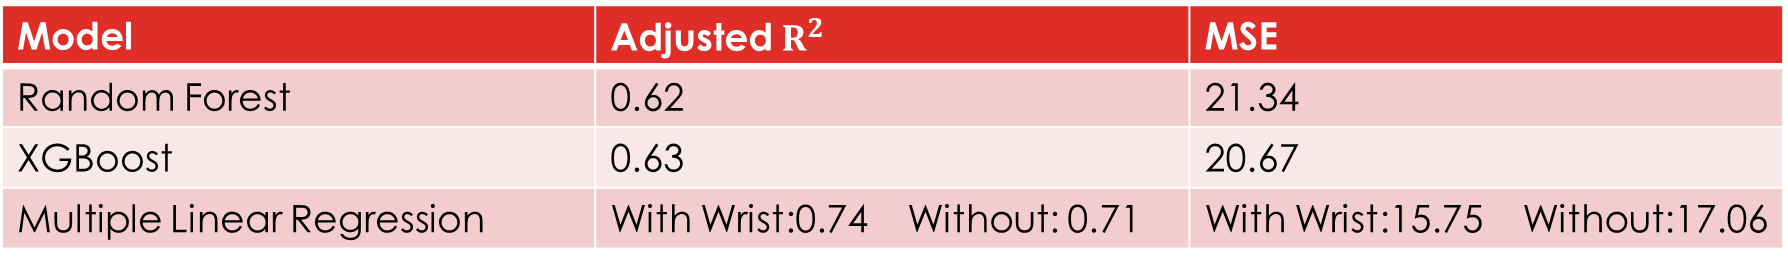 Model Adjusted R² MSE
Random Forest 0.62 21.34
XGBoost 0.63 20.67
Multiple Linear Regression With Wrist:0.74 Without: 0.71 With Wrist:15.75 Without:17.06